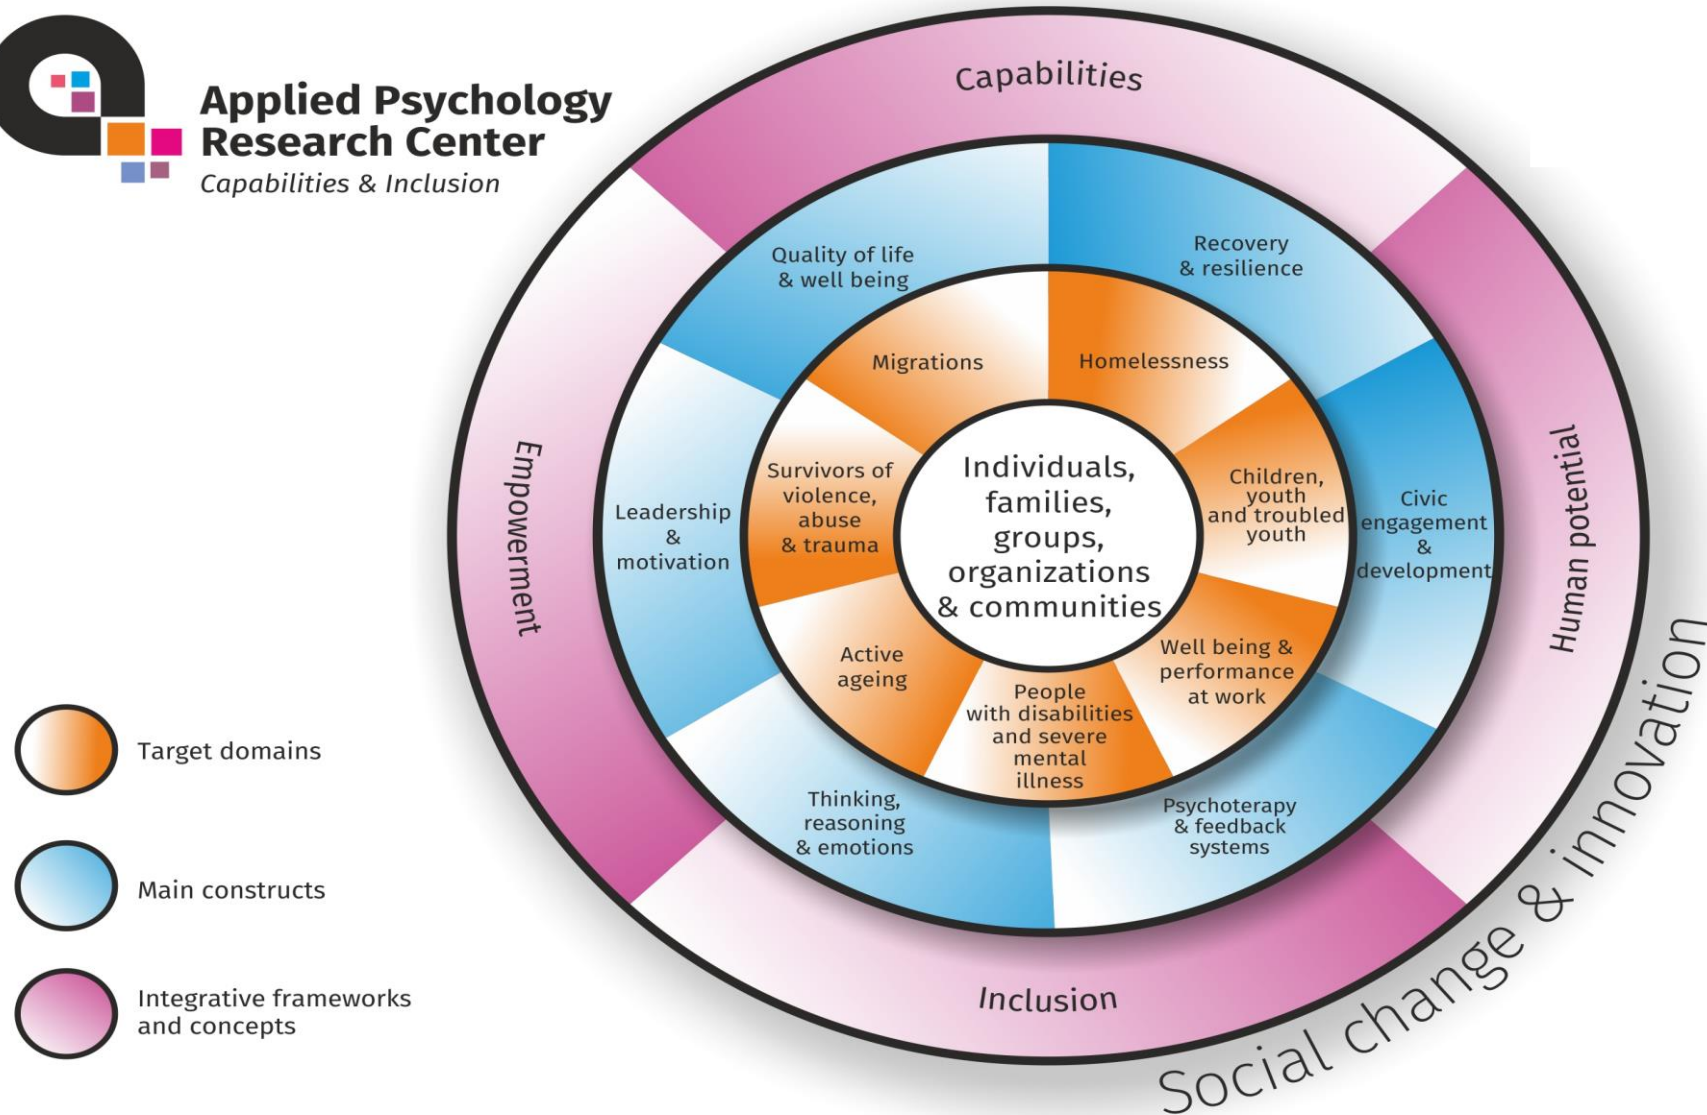 Applied Psychology
Research Center
Capabilities & Inclusion
Capabilities
Quality of life
& well being
Recovery
& resilience
Migrations
Homelessness
Empowerment
Leadership
&
motivation
Survivors of
violence,
abuse
& trauma
Individuals,
families,
groups,
organizations
& communities
Children,
youth
and troubled
youth
Civic
engagement
&
development
Human potential
Active
ageing
People
with disabilities
and severe
mental
illness
Well being &
performance
at work
Thinking,
reasoning
& emotions
Psychoterapy
& feedback
systems
Inclusion
Social change & innovation
Target domains
Main constructs
Integrative frameworks
and concepts